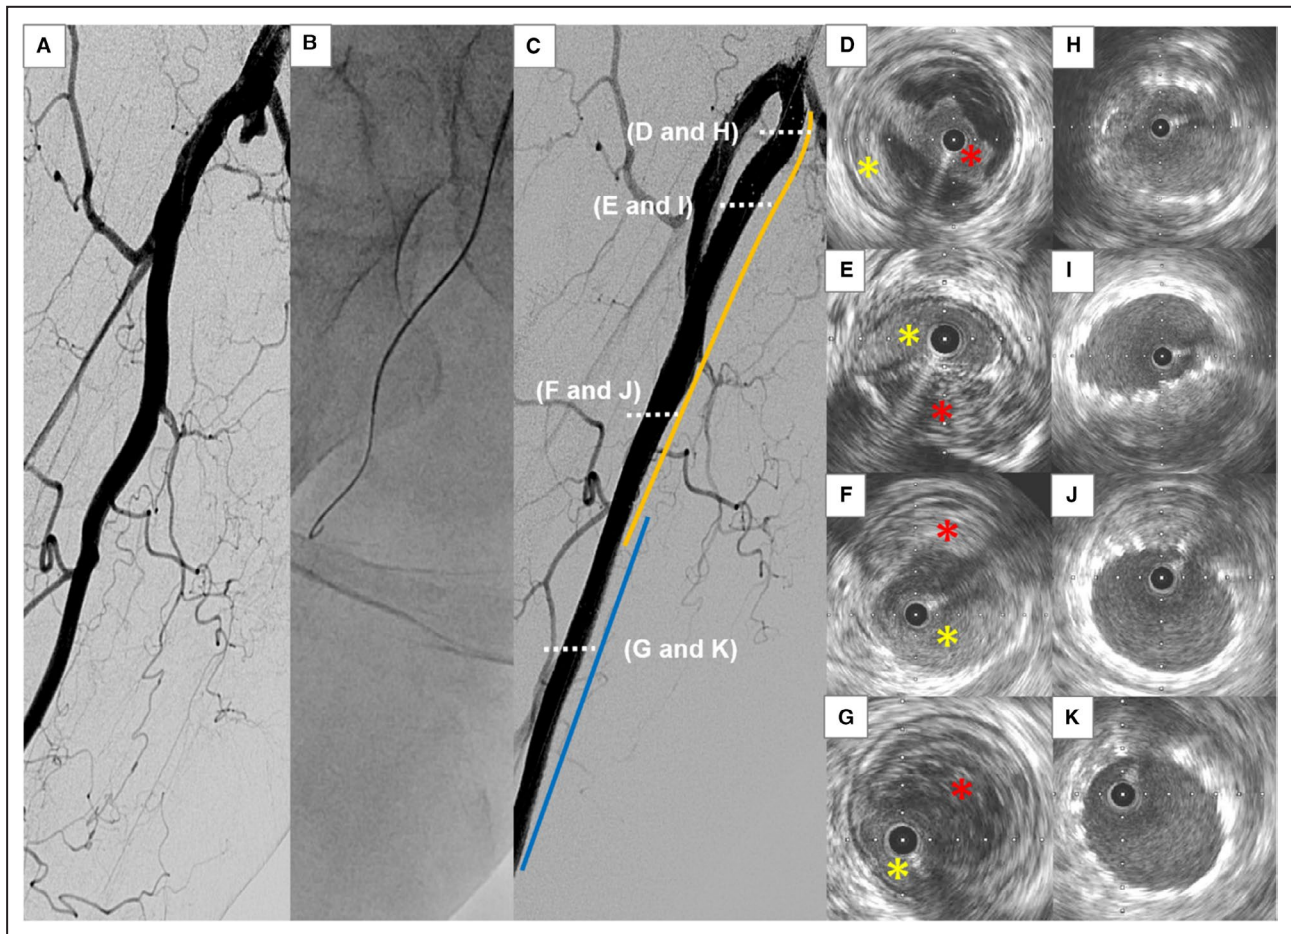 A
B
C
D
H
(D and H)
(E and I)
E
I
(F and J)
F
J
(G and K)
G
K